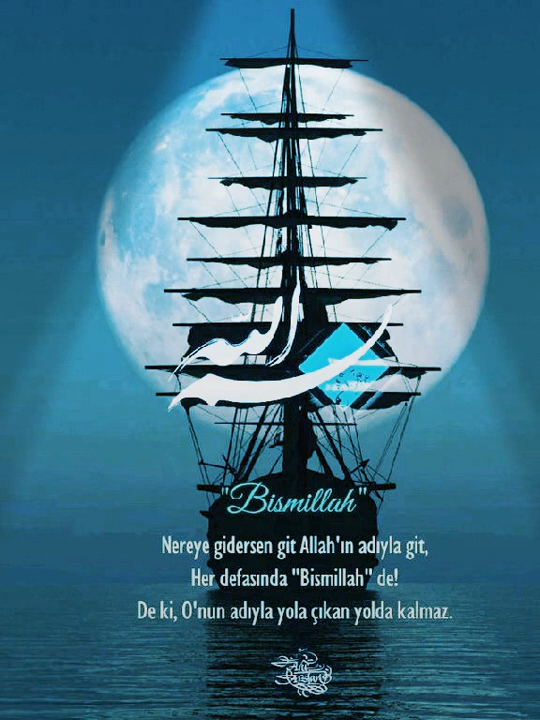 "Bismillah"
Nereye gidersen git Allah'ın adıyla git,
Her defasında "Bismillah" de!
De ki, O'nun adıyla yola çıkan yolda kalmaz.